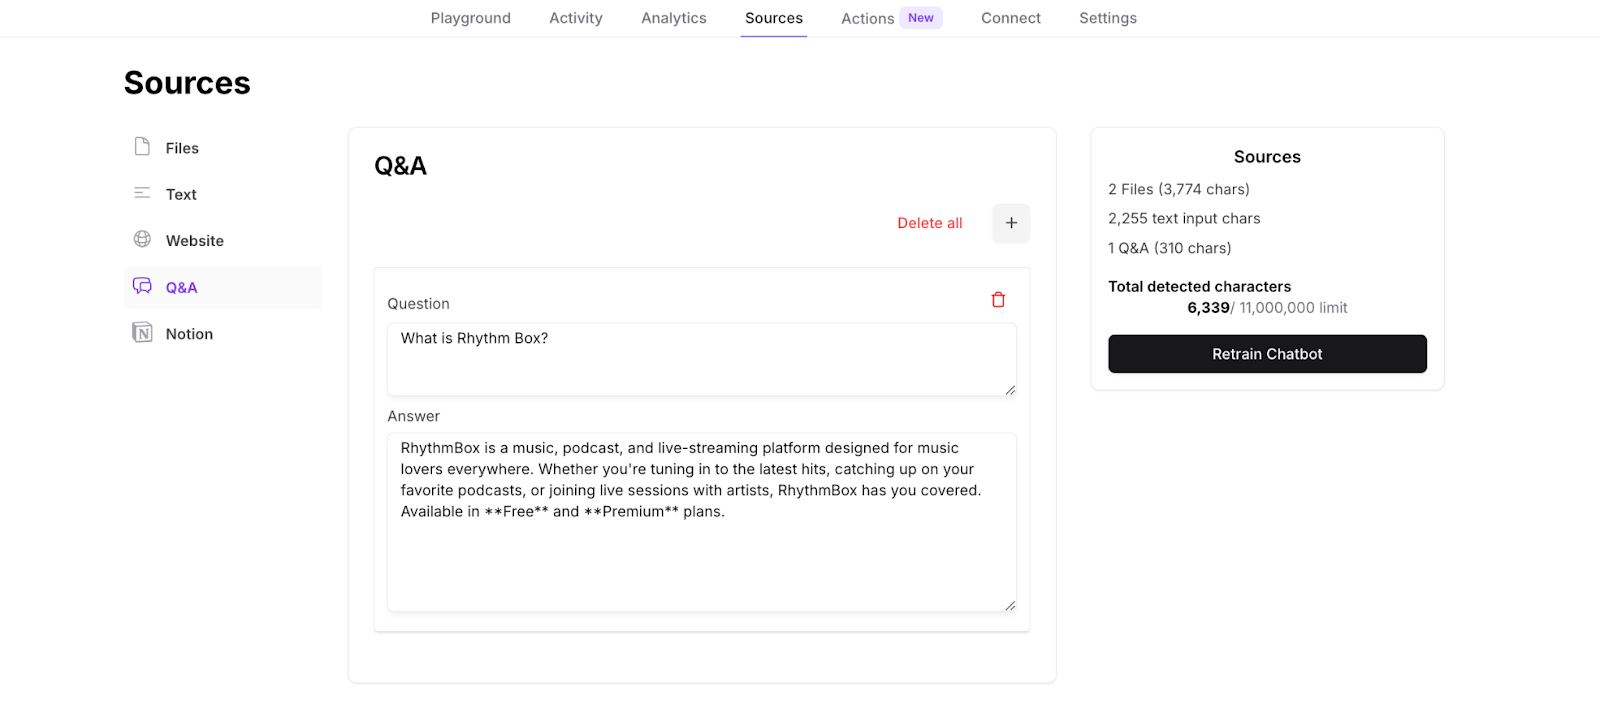 Playground Activity Analytics Sources Actions New Connect Settings
Sources
Files
Text
Website
Q&A
Notion
Q&A
Delete all +
Question
What is Rhythm Box?
Answer
RhythmBox is a music, podcast, and live-streaming platform designed for music
lovers everywhere. Whether you're tuning in to the latest hits, catching up on your
favorite podcasts, or joining live sessions with artists, RhythmBox has you covered.
Available in **Free** and **Premium** plans.
Sources
2 Files (3,774 chars)
2,255 text input chars
1 Q&A (310 chars)
Total detected characters
6,339/ 11,000,000 limit
Retrain Chatbot